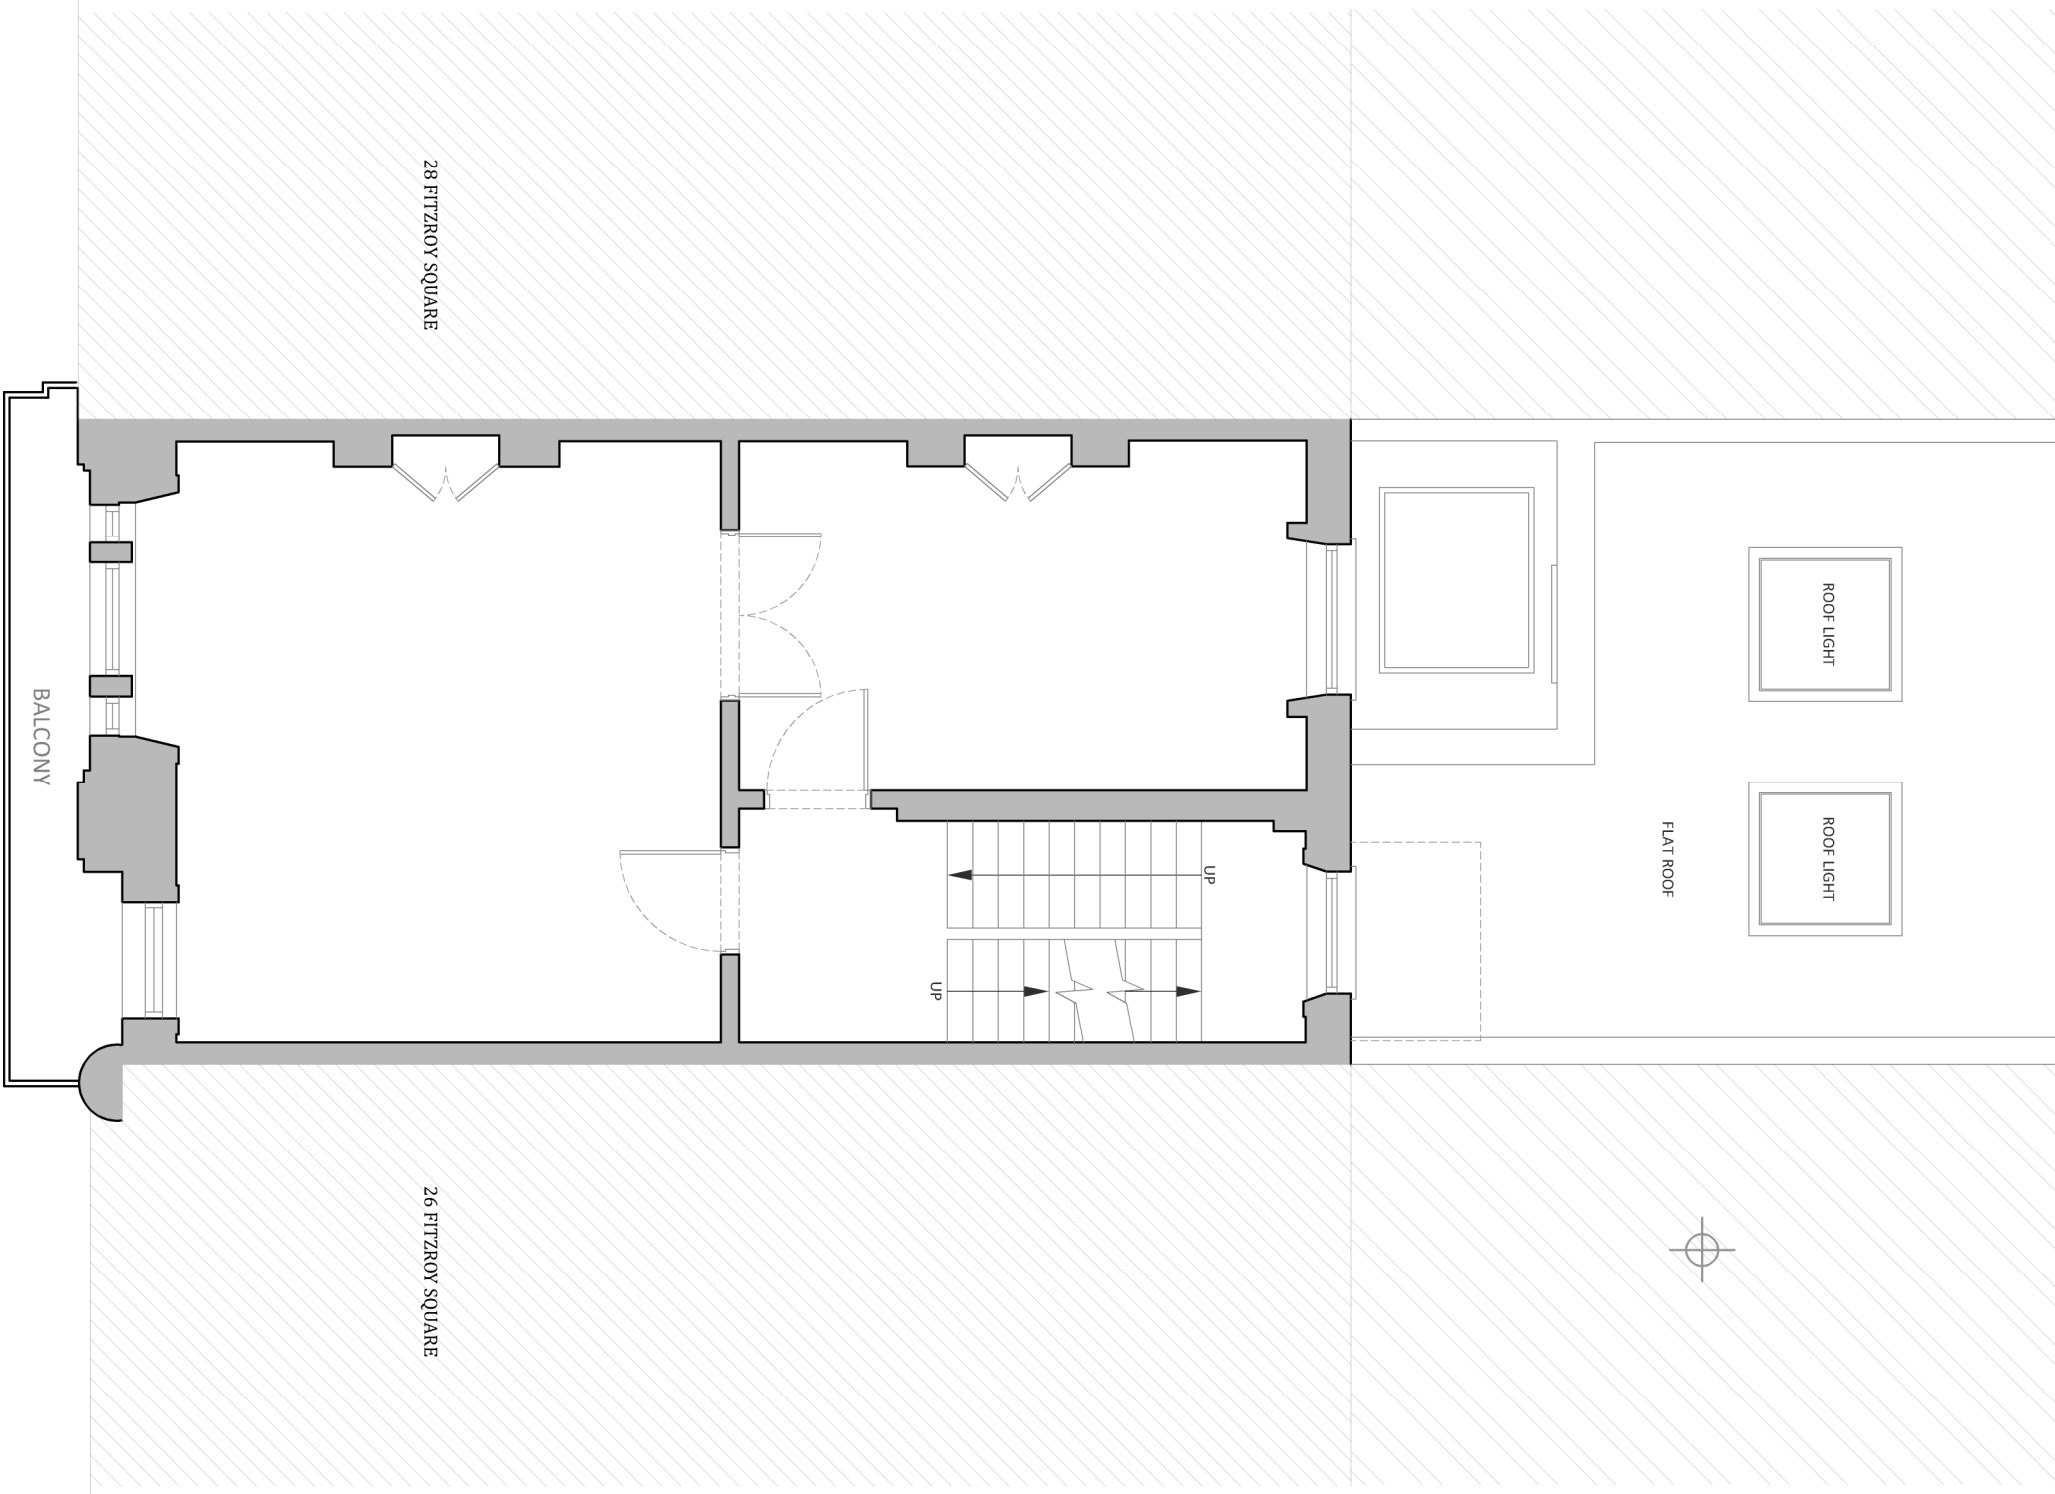 28 FITZROY SQUARE
BALCONY
ROOF LIGHT
ROOF LIGHT
FLAT ROOF
UP
UP
26 FITZROY SQUARE